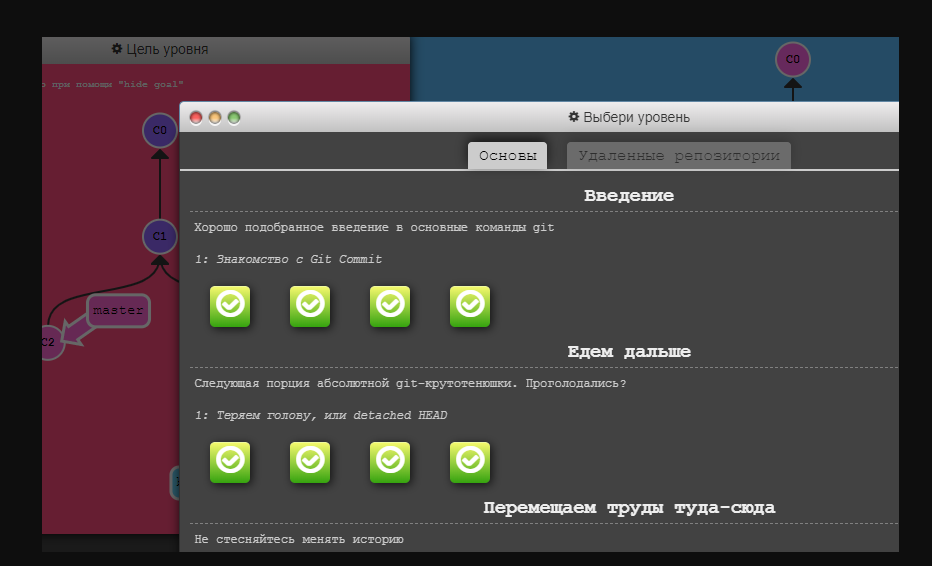 Цель уровня
о при помощи "hide goal"
C0
C0
C1
master
C2
Выбери уровень
Основы
Удаленные репозитории
Введение
Хорошо подобранное введение в основные команды git
1: Знакомство с Git Commit
Едем дальше
Следующая порция абсолютной git-крутотенюшки. Проголодались?
1: Теряем голову, или detached HEAD
Перемещаем труды туда-сюда
Не стесняйтесь менять историю